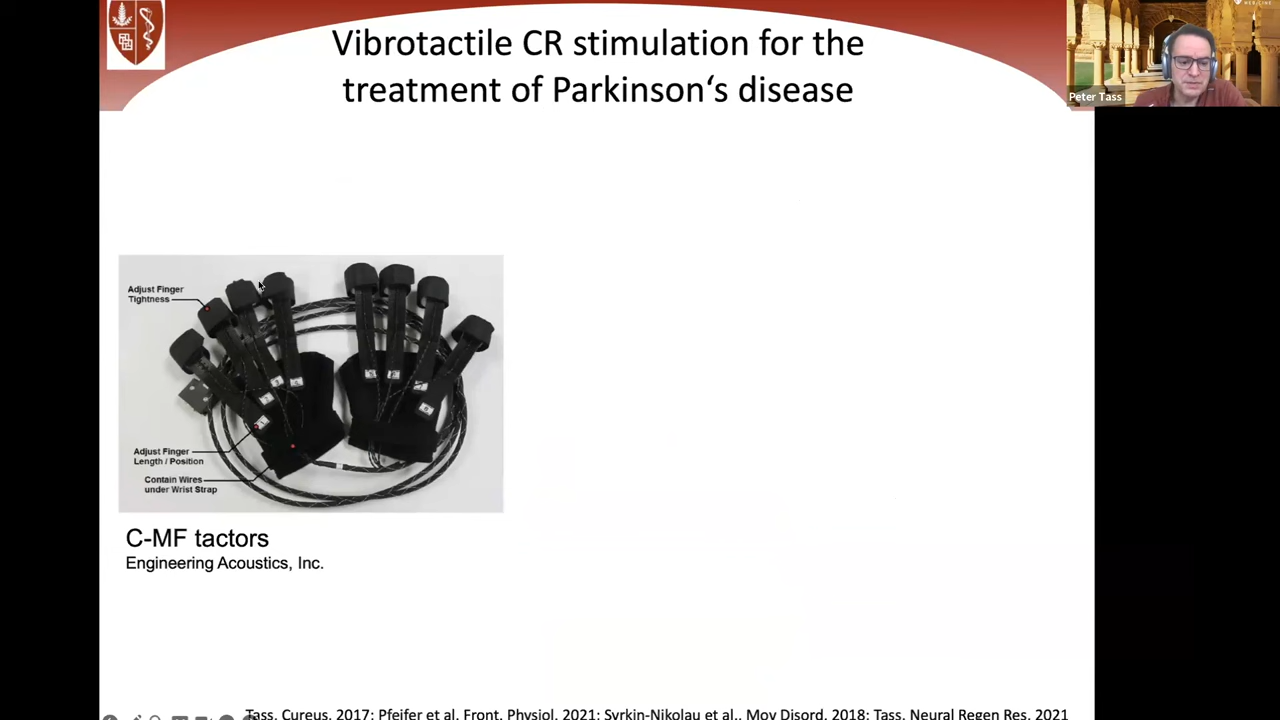 Vibrotactile CR stimulation for the
treatment of Parkinson‘s disease
Peter Tass
Adjust Finger
Tightness
Adjust Finger
Length / Position
Contain Wires
under Wrist Strap
C-MF tactors
Engineering Acoustics, Inc.
Tass, Cureus, 2017; Pfeifer et al, Front. Physiol, 2021; Syrkin-Nikolau et al., Mov Disord, 2018; Tass, Neural Regen Res, 2021